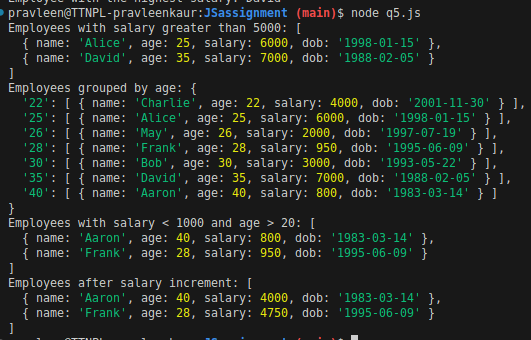 Employee with the highest salary: David
pravleen@TTNPL-pravleenkaur:JSassignment (main)$ node q5.js
Employees with salary greater than 5000: [
  { name: 'Alice', age: 25, salary: 6000, dob: '1998-01-15' },
  { name: 'David', age: 35, salary: 7000, dob: '1988-02-05' }
]
Employees grouped by age: {
  '22': [ { name: 'Charlie', age: 22, salary: 4000, dob: '2001-11-30' } ],
  '25': [ { name: 'Alice', age: 25, salary: 6000, dob: '1998-01-15' } ],
  '26': [ { name: 'May', age: 26, salary: 2000, dob: '1997-07-19' } ],
  '28': [ { name: 'Frank', age: 28, salary: 950, dob: '1995-06-09' } ],
  '30': [ { name: 'Bob', age: 30, salary: 3000, dob: '1993-05-22' } ],
  '35': [ { name: 'David', age: 35, salary: 7000, dob: '1988-02-05' } ],
  '40': [ { name: 'Aaron', age: 40, salary: 800, dob: '1983-03-14' } ]
}
Employees with salary < 1000 and age > 20: [
  { name: 'Aaron', age: 40, salary: 800, dob: '1983-03-14' },
  { name: 'Frank', age: 28, salary: 950, dob: '1995-06-09' }
]
Employees after salary increment: [
  { name: 'Aaron', age: 40, salary: 4000, dob: '1983-03-14' },
  { name: 'Frank', age: 28, salary: 4750, dob: '1995-06-09' }
]
pravleen@TTNPL-pravleenkaur:JSassignment (main)$